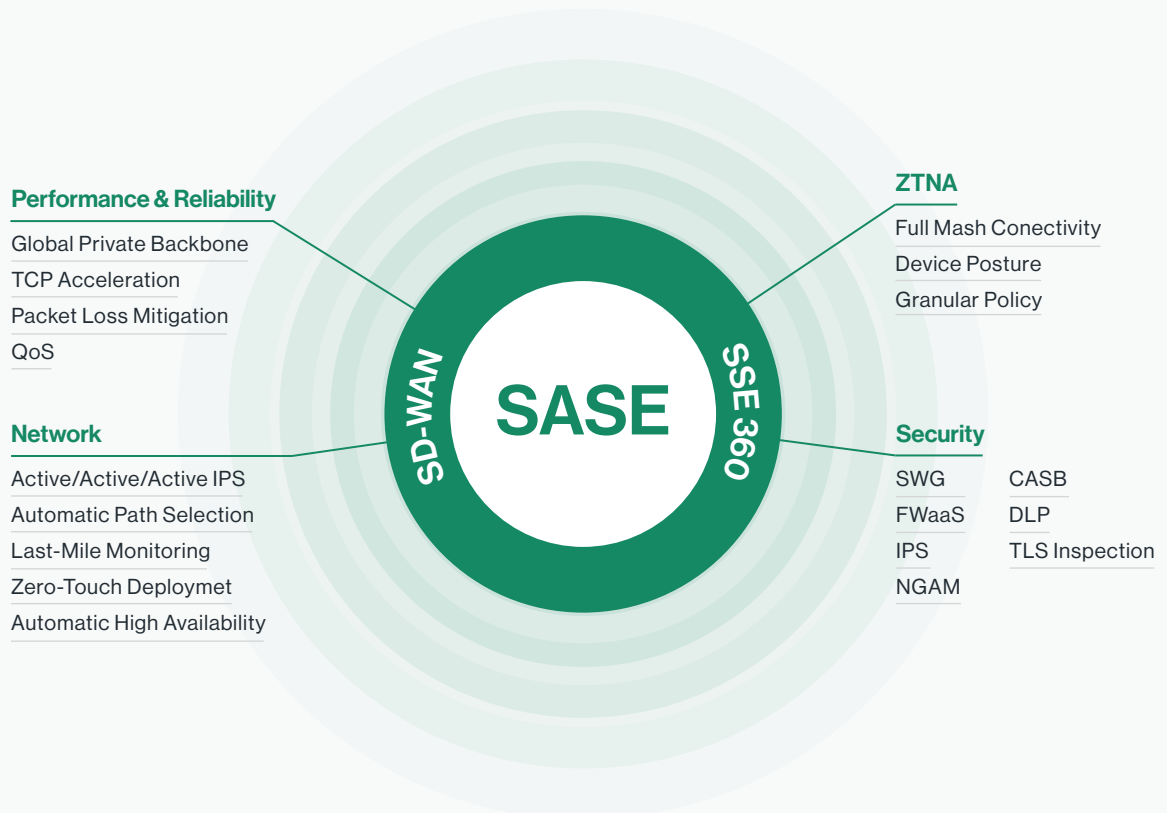 Performance & Reliability
Global Private Backbone
TCP Acceleration
Packet Loss Mitigation
QoS
Network
Active/Active/Active IPS
Automatic Path Selection
Last-Mile Monitoring
Zero-Touch Deploymet
Automatic High Availability
SD-WAN
SASE
SSE 360
ZTNA
Full Mash Conectivity
Device Posture
Granular Policy
Security
SWG CASB
FWaaS DLP
IPS TLS Inspection
NGAM